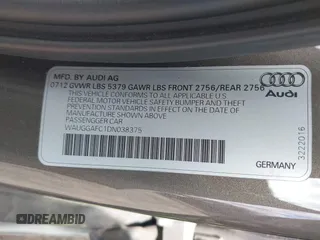 MFD. BY AUDI AG
0712 GVWR LBS 5379 GAWR LBS FRONT 2756/REAR 2756
THIS VEHICLE CONFORMS TO ALL APPLICABLE U.S.
FEDERAL MOTOR VEHICLE SAFETY BUMPER AND THEFT
PREVENTION STANDARDS IN EFFECT ON THE DATE OF
MANUFACTURE SHOWN ABOVE.
PASSENGGER CAR
WAUGGAFC1DN038375
Audi
GERMANY
3222016
DREAMBID